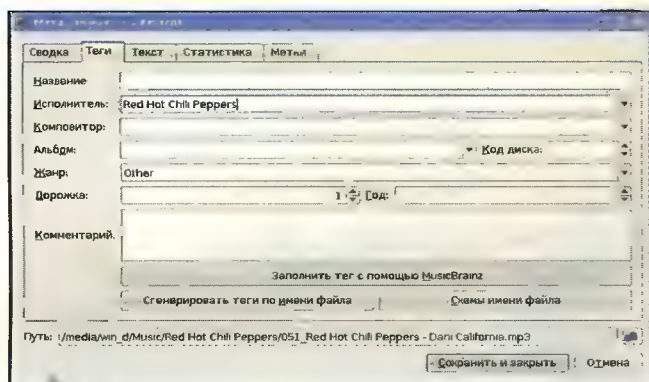 Сводка Теги Текст Статистика Метки
Название
Исполнитель: Red Hot Chili Peppers
Композитор:
Альбом: Код диска:
Жанр: Other
Дорожка: 1 Год:
Комментарий.
Заполнить тег с помощью MusicBrainz
Сгенерировать теги по имени файла Схемы имени файла
Путь: /media/win_d/Music/Red Hot Chili Peppers/051_Red Hot Chili Peppers - Dani California.mp3
Сохранить и закрыть Отмена